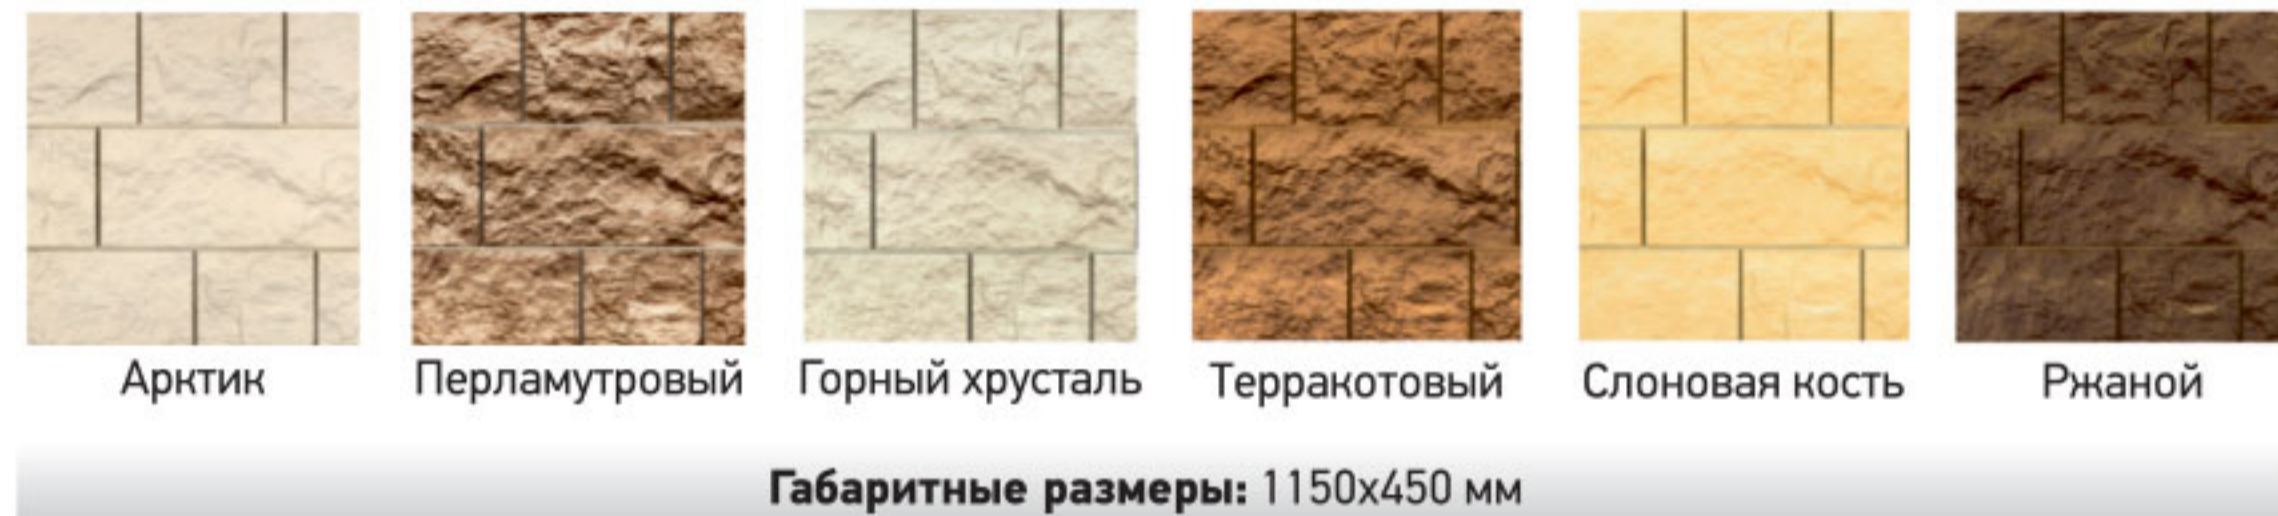 Арктик
Перламутровый
Горный хрусталь
Терракотовый
Слоновая кость
Ржаной
Габаритные размеры: 1150х450 мм